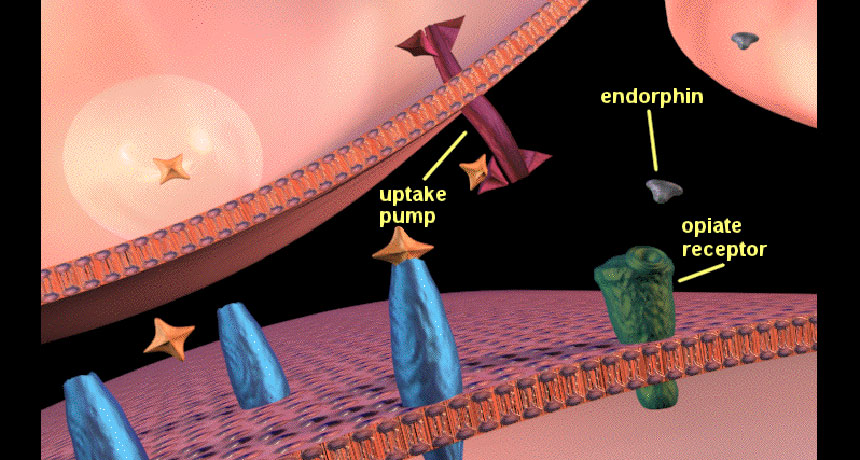 endorphin
uptake
pump
opiate
receptor